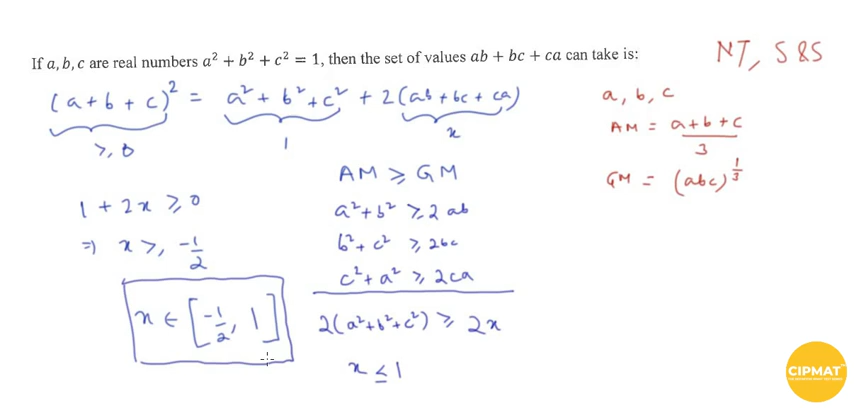 If a, b, c are real numbers a² + b² + c² = 1, then the set of values ab + bc + ca can take is:
NT, S&S
(a + b + c)² = a² + b² + c² + 2(ab + bc + ca)
≥ 0
1
x
a, b, c
AM = (a + b + c)/3
GM = (abc)^(1/3)
AM ≥ GM
1 + 2x ≥ 0
a² + b² ≥ 2ab
⇒ x ≥ -1/2
b² + c² ≥ 2bc
c² + a² ≥ 2ca
x ∈ [-1/2, 1]
2(a² + b² + c²) ≥ 2x
x ≤ 1
CIPMAT